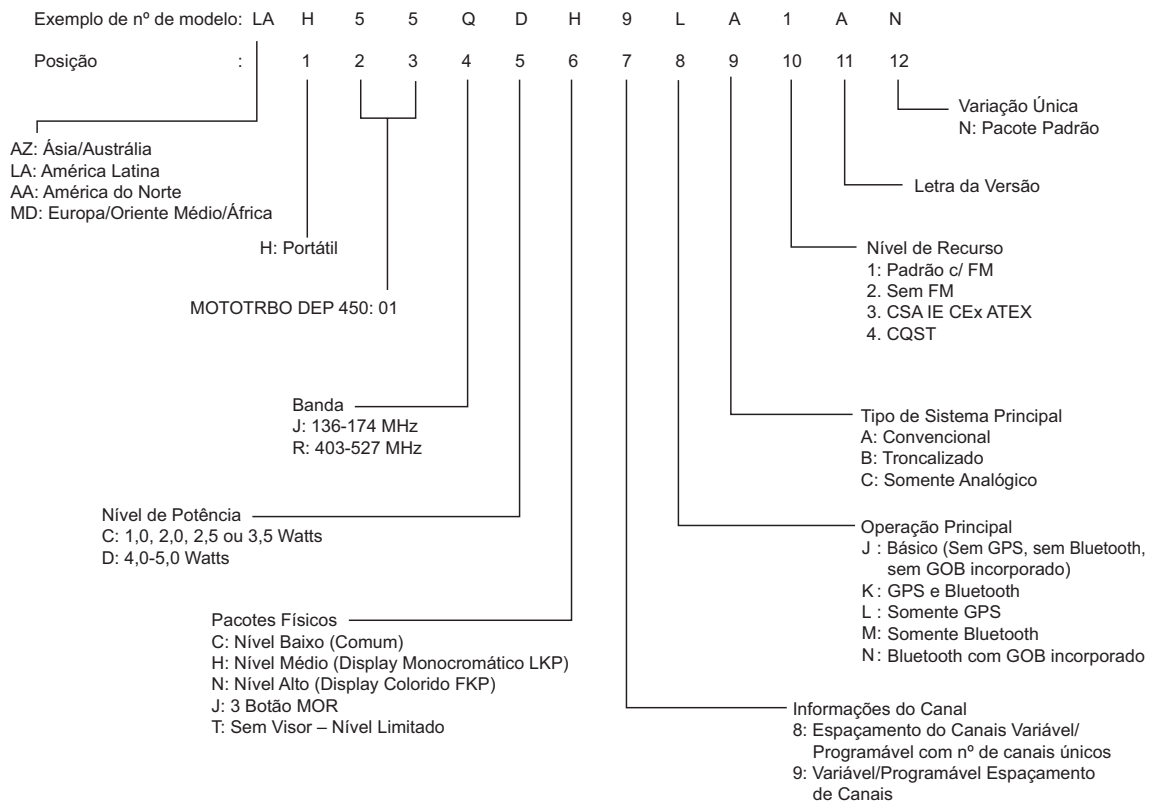 Exemplo de nº de modelo: LA H 5 5 Q D H 9 L A 1 A N
Posição : 1 2 3 4 5 6 7 8 9 10 11 12
Variação Única
N: Pacote Padrão
AZ: Ásia/Austrália
LA: América Latina
AA: América do Norte
MD: Europa/Oriente Médio/África
Letra da Versão
H: Portátil
Nível de Recurso
1: Padrão c/ FM
2. Sem FM
3. CSA IE CEx ATEX
4. CQST
MOTOTRBO DEP 450: 01
Banda
J: 136-174 MHz
R: 403-527 MHz
Tipo de Sistema Principal
A: Convencional
B: Troncalizado
C: Somente Analógico
Nível de Potência
C: 1,0, 2,0, 2,5 ou 3,5 Watts
D: 4,0-5,0 Watts
Operação Principal
J : Básico (Sem GPS, sem Bluetooth,
sem GOB incorporado)
K : GPS e Bluetooth
L : Somente GPS
M: Somente Bluetooth
N : Bluetooth com GOB incorporado
Pacotes Físicos
C: Nível Baixo (Comum)
H: Nível Médio (Display Monocromático LKP)
N: Nível Alto (Display Colorido FKP)
J: 3 Botão MOR
T: Sem Visor – Nível Limitado
Informações do Canal
8: Espaçamento do Canais Variável/
Programável com nº de canais únicos
9: Variável/Programável Espaçamento
de Canais